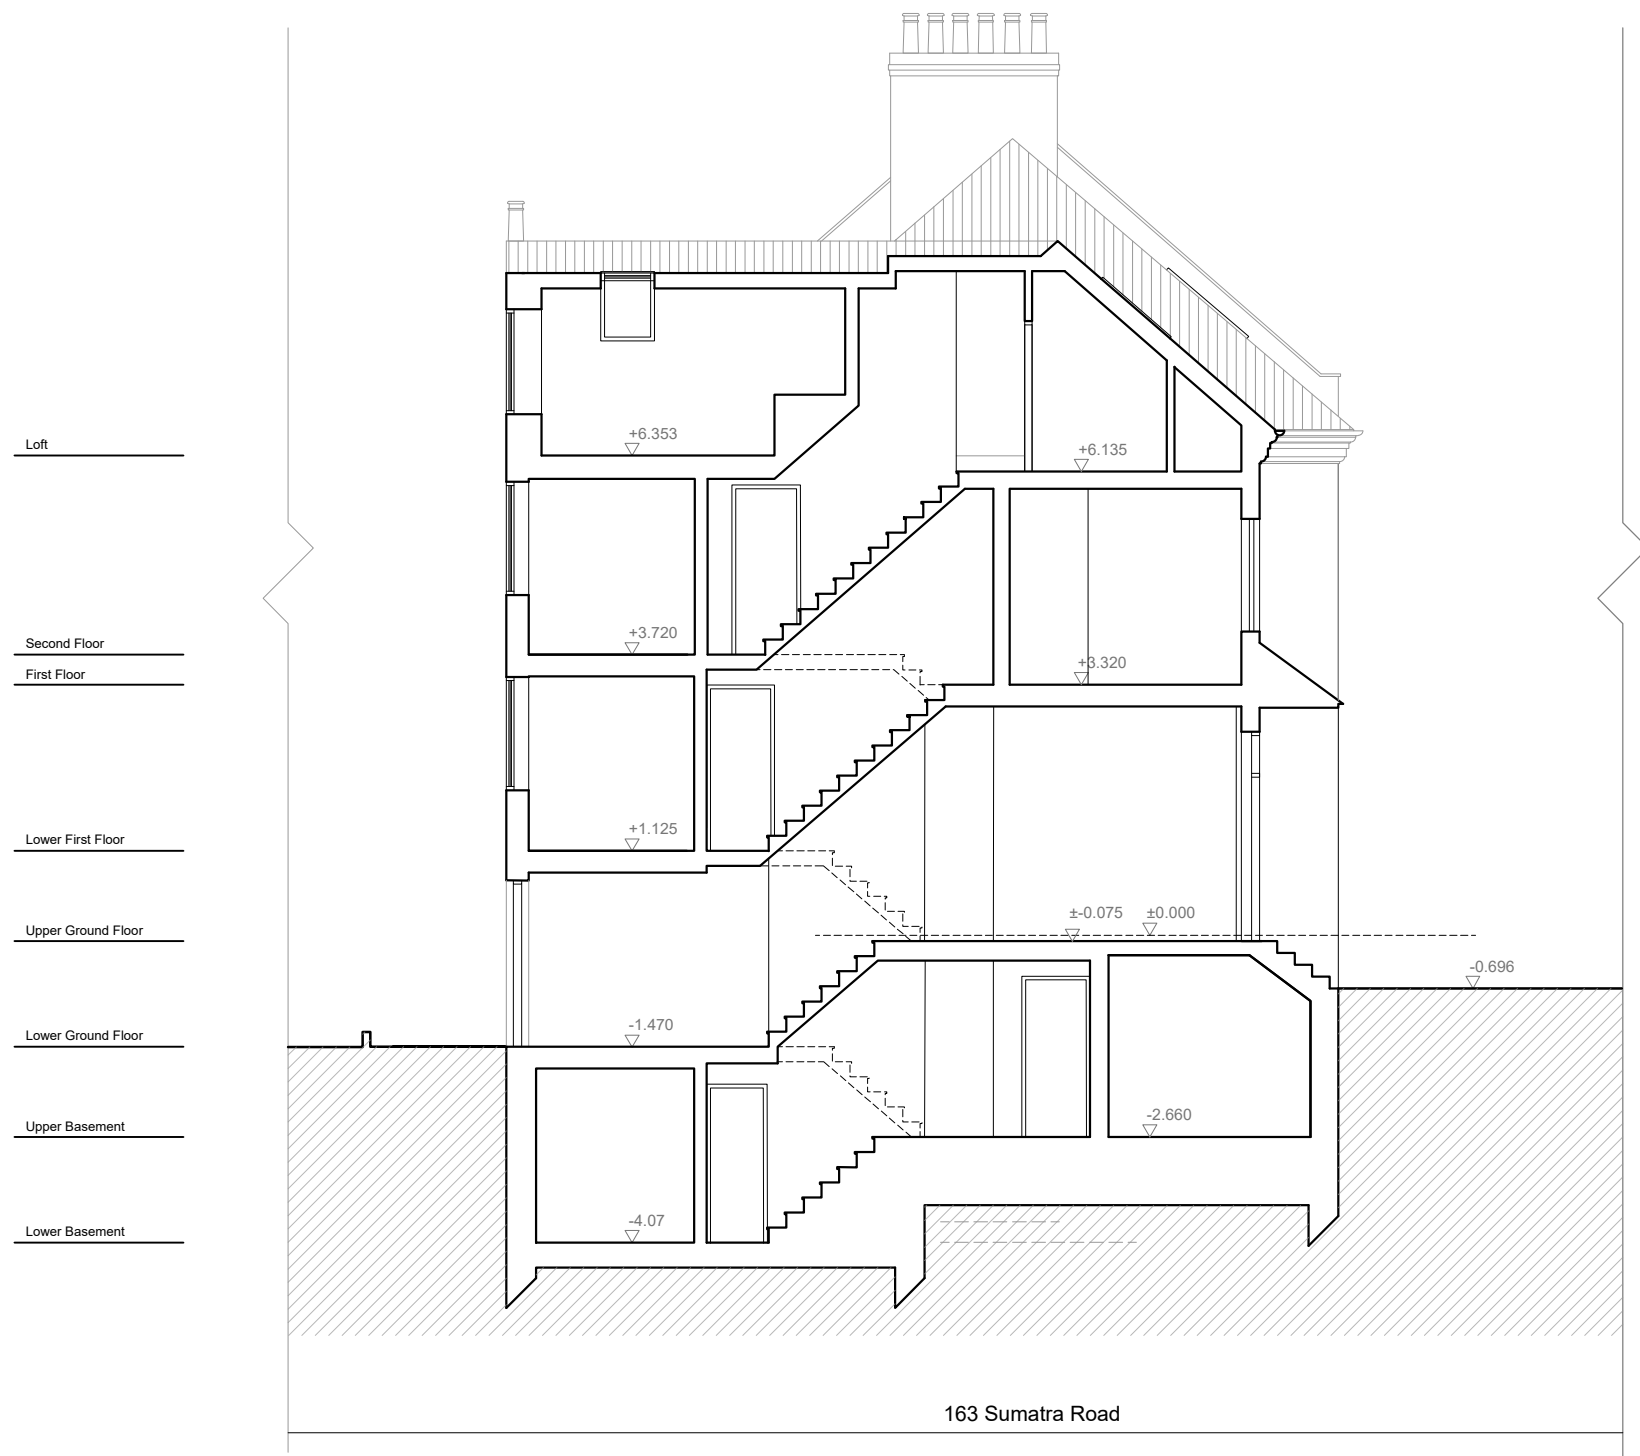 Loft
+6.353
+6.135
Second Floor
+3.720
First Floor
+3.320
Lower First Floor
+1.125
Upper Ground Floor
±-0.075
±0.000
-0.696
Lower Ground Floor
-1.470
Upper Basement
-2.660
Lower Basement
-4.07
163 Sumatra Road